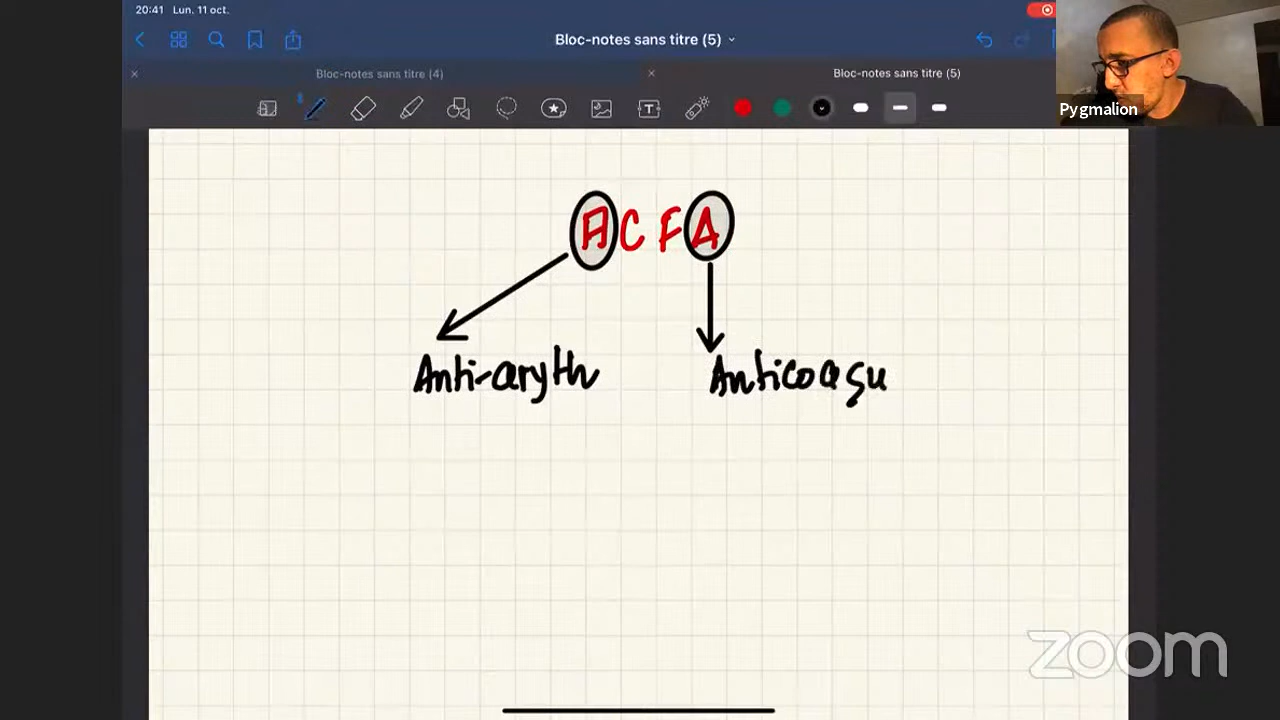 20:41 Lun. 11 oct.
Bloc-notes sans titre (5)
Bloc-notes sans titre (4)
Bloc-notes sans titre (5)
Pygmalion
ACFA
Anti-aryth
Anticoagu
zoom